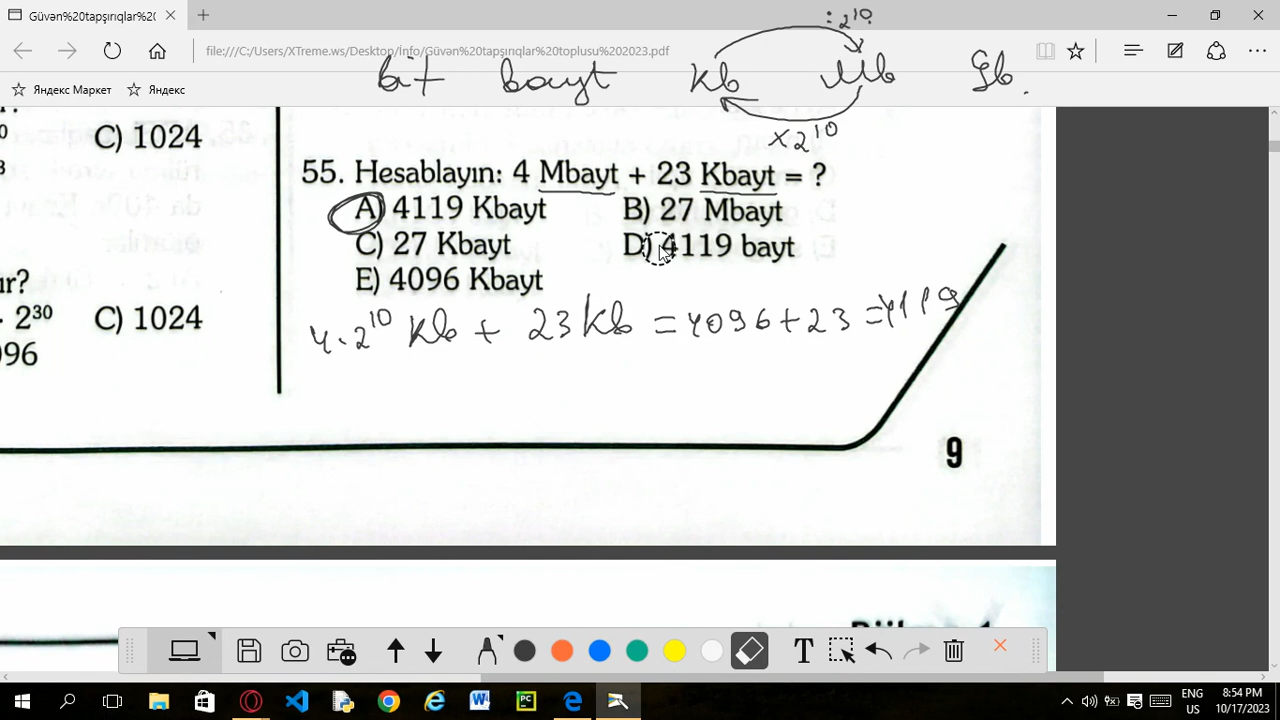 Güvən%20tapşırıqlar%2
file:///C:/Users/XTreme.ws/Desktop/İnfo/Güvən%20tapşırıqlar%20toplusu%202023.pdf
Яндекс Маркет Яндекс
: 2¹⁰
bit bayt Kb Mb Gb.
× 2¹⁰
C) 1024
55. Hesablayın: 4 Mbayt + 23 Kbayt = ?
A) 4119 Kbayt B) 27 Mbayt
C) 27 Kbayt D) 4119 bayt
E) 4096 Kbayt
ır?
· 2³⁰ C) 1024
096
4 · 2¹⁰ Kb + 23 Kb = 4096 + 23 = 4119
9
T
ENG 8:54 PM
US 10/17/2023